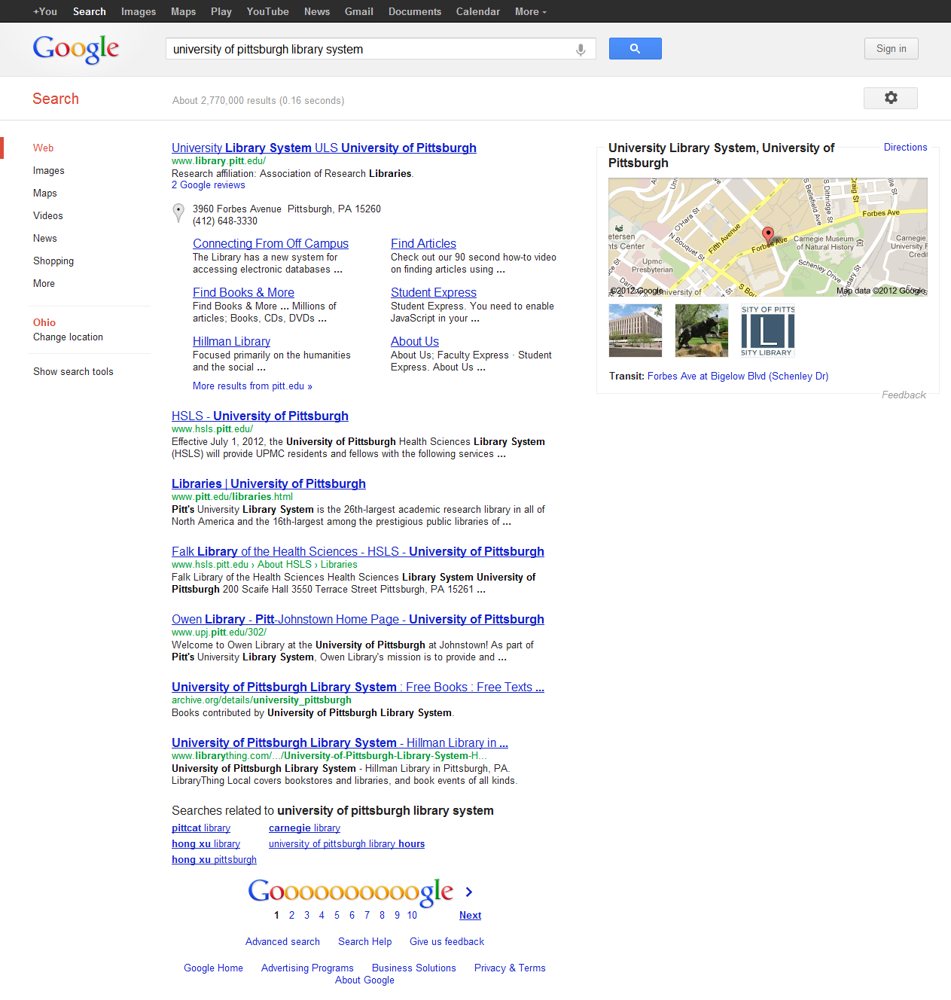 +You Search Images Maps Play YouTube News Gmail Documents Calendar More
Google
university of pittsburgh library system
Sign in
Search
About 2,770,000 results (0.16 seconds)
Web
Images
Maps
Videos
News
Shopping
More
Ohio
Change location
Show search tools
University Library System ULS University of Pittsburgh
www.library.pitt.edu/
Research affiliation: Association of Research Libraries.
2 Google reviews
3960 Forbes Avenue Pittsburgh, PA 15260
(412) 648-3330
Connecting From Off Campus
The Library has a new system for
accessing electronic databases ...
Find Articles
Check out our 90 second how-to video
on finding articles using ...
Find Books & More
Find Books & More ... Millions of
articles; Books, CDs, DVDs ...
Student Express
Student Express. You need to enable
JavaScript in your ...
Hillman Library
Focused primarily on the humanities
and the social ...
About Us
About Us; Faculty Express · Student
Express. About Us ...
More results from pitt.edu »
HSLS - University of Pittsburgh
www.hsls.pitt.edu/
Effective July 1, 2012, the University of Pittsburgh Health Sciences Library System
(HSLS) will provide UPMC residents and fellows with the following services ...
Libraries | University of Pittsburgh
www.pitt.edu/libraries.html
Pitt's University Library System is the 26th-largest academic research library in all of
North America and the 16th-largest among the prestigious public libraries of ...
Falk Library of the Health Sciences - HSLS - University of Pittsburgh
www.hsls.pitt.edu › About HSLS › Libraries
Falk Library of the Health Sciences Health Sciences Library System University of
Pittsburgh 200 Scaife Hall 3550 Terrace Street Pittsburgh, PA 15261 ...
Owen Library - Pitt-Johnstown Home Page - University of Pittsburgh
www.upj.pitt.edu/302/
Welcome to Owen Library at the University of Pittsburgh at Johnstown! As part of
Pitt's University Library System, Owen Library's mission is to provide and ...
University of Pittsburgh Library System : Free Books : Free Texts ...
archive.org/details/university_pittsburgh
Books contributed by University of Pittsburgh Library System.
University of Pittsburgh Library System - Hillman Library in ...
www.librarything.com/.../University-of-Pittsburgh-Library-System-H...
University of Pittsburgh Library System - Hillman Library in Pittsburgh, PA.
LibraryThing Local covers bookstores and libraries, and book events of all kinds.
Searches related to university of pittsburgh library system
pittcat library
carnegie library
hong xu library
university of pittsburgh library hours
hong xu pittsburgh
Goooooooooogle
1 2 3 4 5 6 7 8 9 10 Next
Advanced search Search Help Give us feedback
Google Home Advertising Programs Business Solutions Privacy & Terms
About Google
University Library System, University of
Pittsburgh
Directions
O'Hara St
N Bouquet St
Fifth Avenue
Forbes Ave
S Bellefield Ave
S Dithridge St
Craig St
Forbes Ave
etersen
nts Center
Upmc
Presbyterian
Carnegie Museum
of Natural History
Carnegie
University F
Credi
Schenley Dr
©2012 Google
university of
S Bo
Map data ©2012 Google
SITY OF PITTS
L
SITY LIBRARY
Transit: Forbes Ave at Bigelow Blvd (Schenley Dr)
Feedback